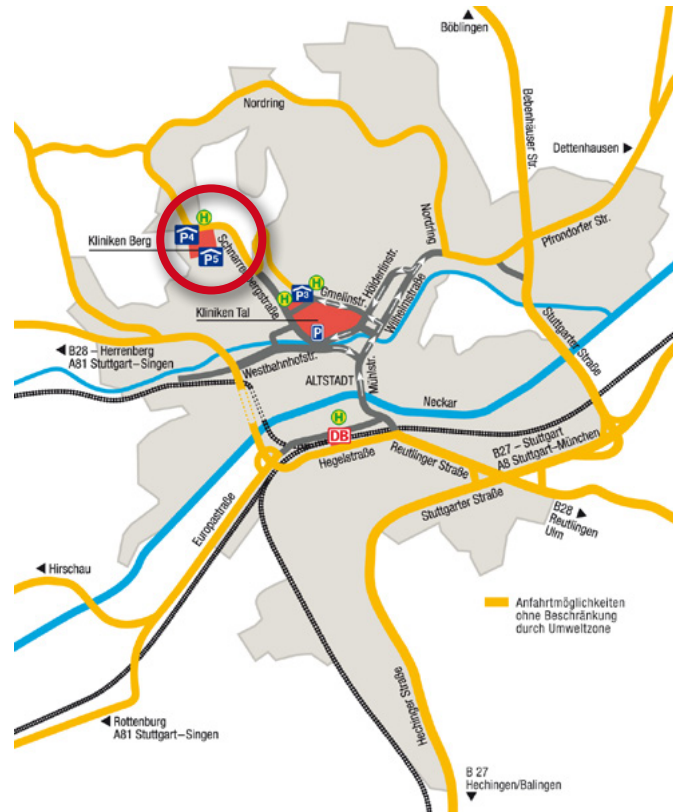 Böblingen
Bebenhäuser Str.
Nordring
Dettenhausen
Nordring
Pfrondorfer Str.
H
P4
Kliniken Berg
P5
Schnarrenbergstraße
H
H
P3
Gmelinstr.
Hölderlinstr.
Wilhelmstraße
Kliniken Tal
P
Stuttgarter Straße
B28 – Herrenberg
A81 Stuttgart–Singen
Westbahnhofstr.
ALTSTADT
Mühlstr.
Neckar
H
DB
Hegelstraße
Reutlinger Straße
B27 – Stuttgart
A8 Stuttgart–München
Stuttgarter Straße
B28
Reutlingen
Ulm
Europastraße
Hirschau
Anfahrtmöglichkeiten
ohne Beschränkung
durch Umweltzone
Hechinger Straße
Rottenburg
A81 Stuttgart–Singen
B 27
Hechingen/Balingen